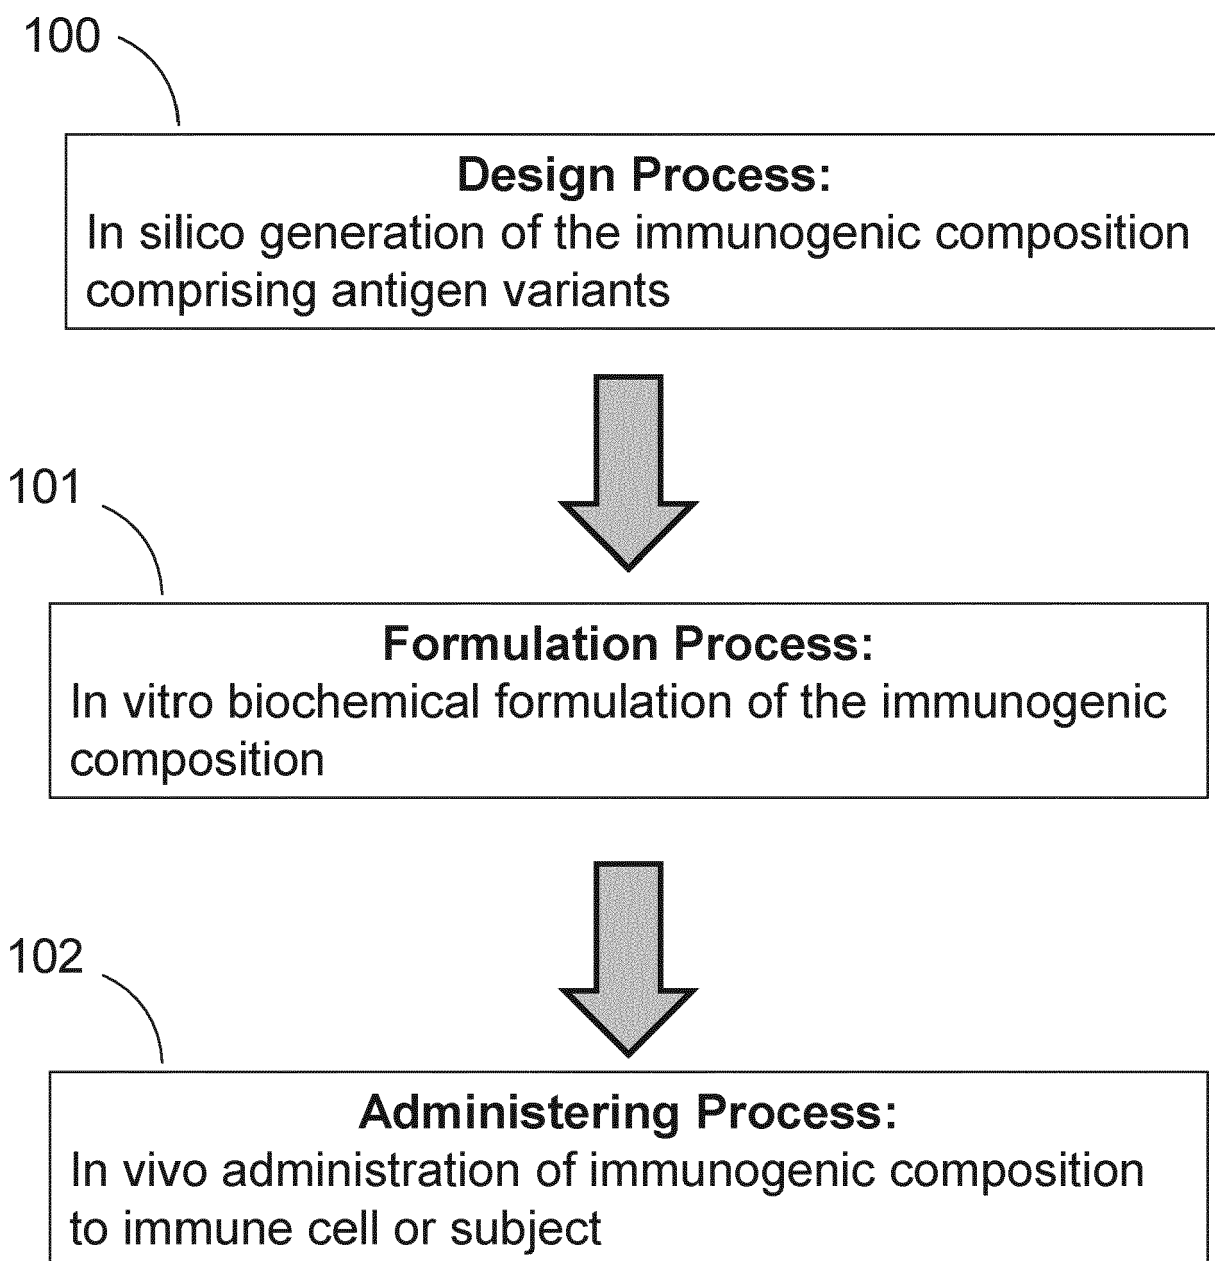 100
Design Process:
In silico generation of the immunogenic composition
comprising antigen variants
101
Formulation Process:
In vitro biochemical formulation of the immunogenic
composition
102
Administering Process:
In vivo administration of immunogenic composition
to immune cell or subject